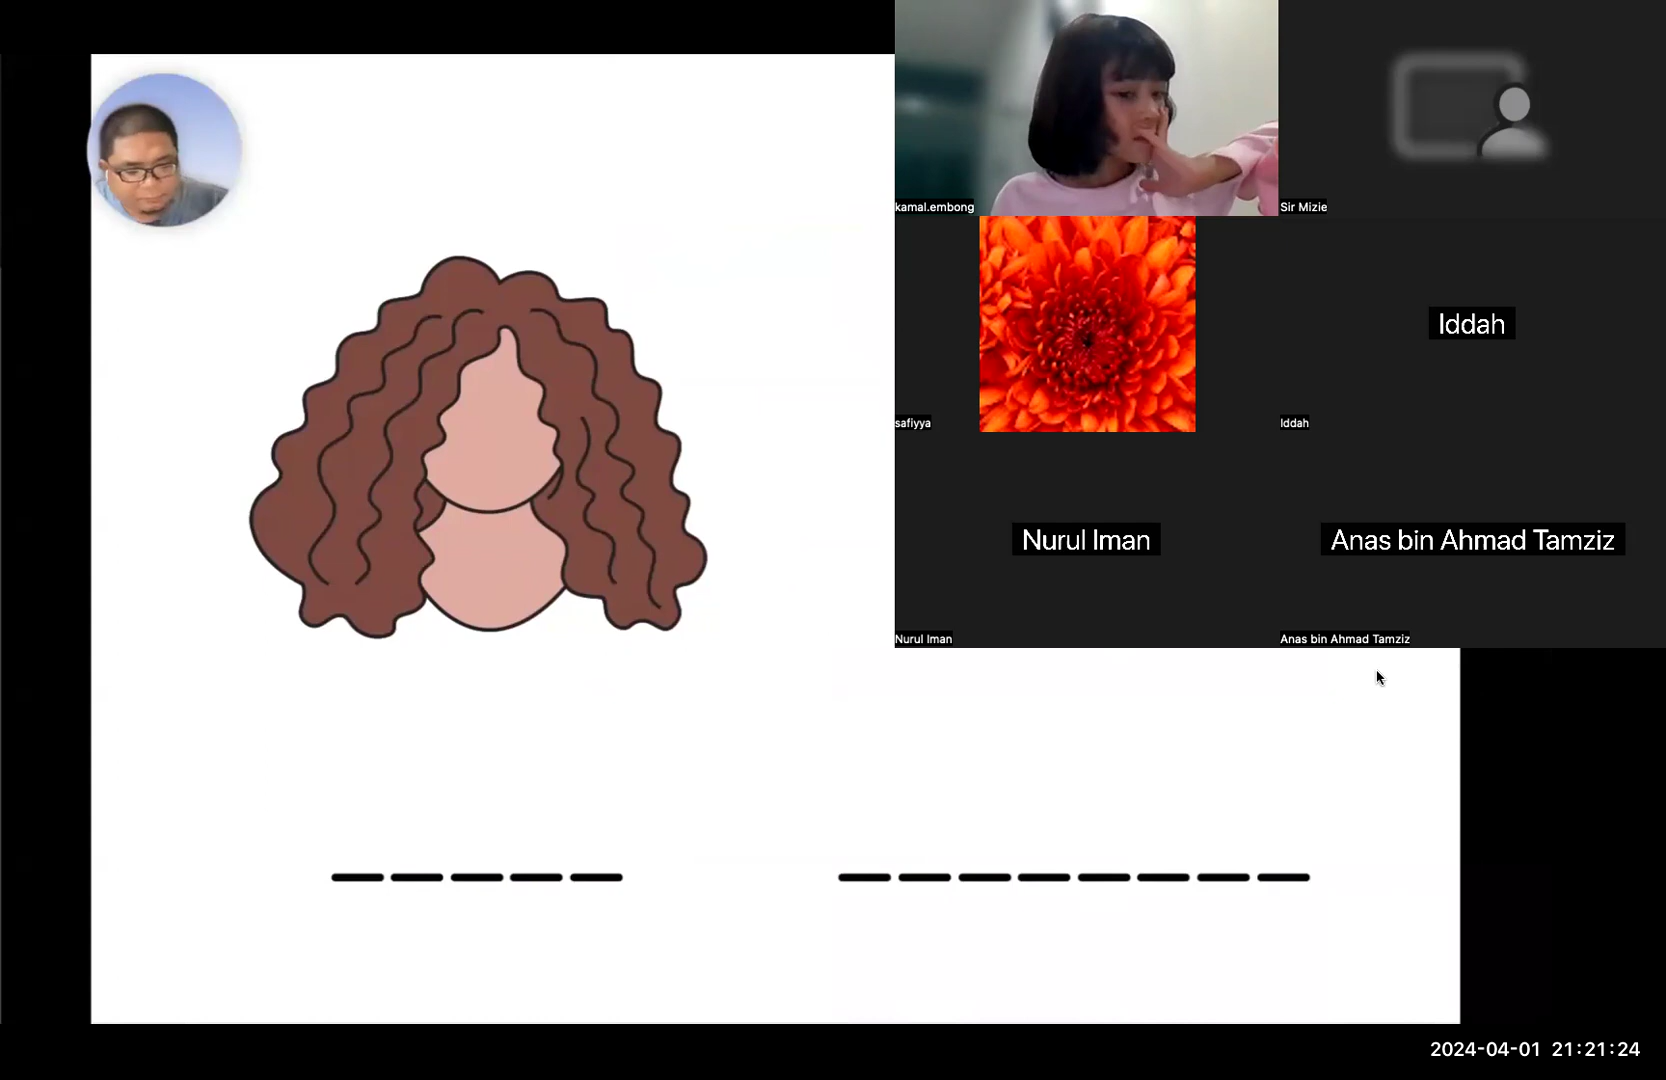 kamal.embong
Sir Mizie
Iddah
safiyya
Iddah
Nurul Iman
Anas bin Ahmad Tamziz
Nurul Iman
Anas bin Ahmad Tamziz
2024-04-01 21:21:24